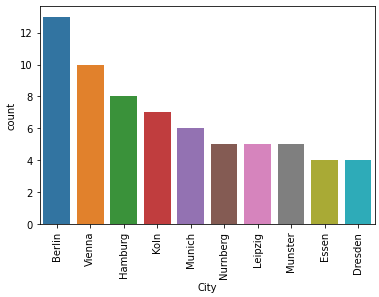 count
12
10
8
6
4
2
0
Berlin
Vienna
Hamburg
Koln
Munich
Nurnberg
Leipzig
Munster
Essen
Dresden
City